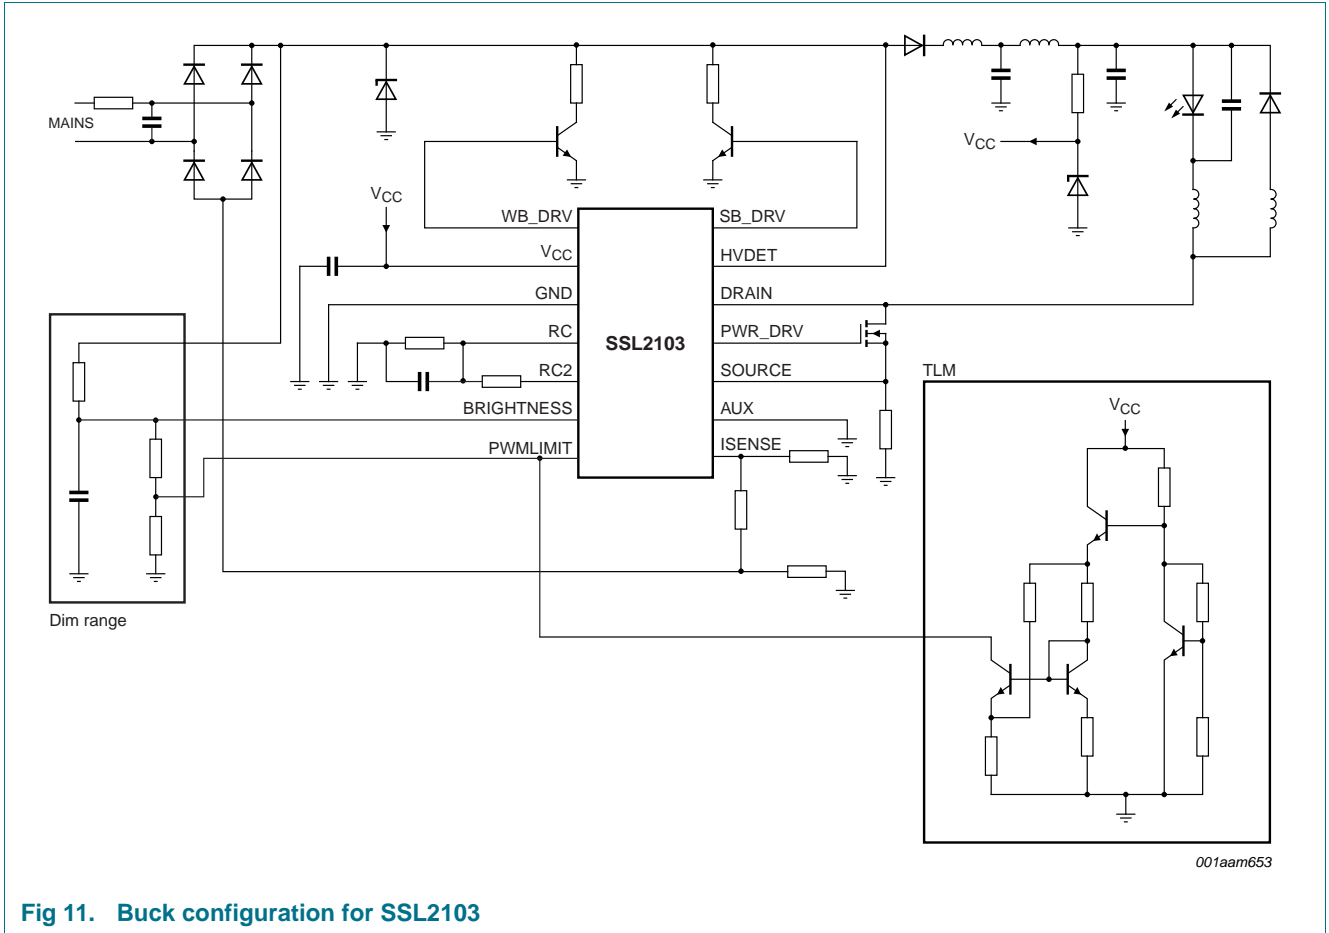 MAINS
VCC
VCC
WB_DRV
SB_DRV
VCC
HVDET
GND
DRAIN
RC
SSL2103
PWR_DRV
RC2
SOURCE
TLM
BRIGHTNESS
AUX
VCC
PWMLIMIT
ISENSE
Dim range
001aam653
Fig 11. Buck configuration for SSL2103